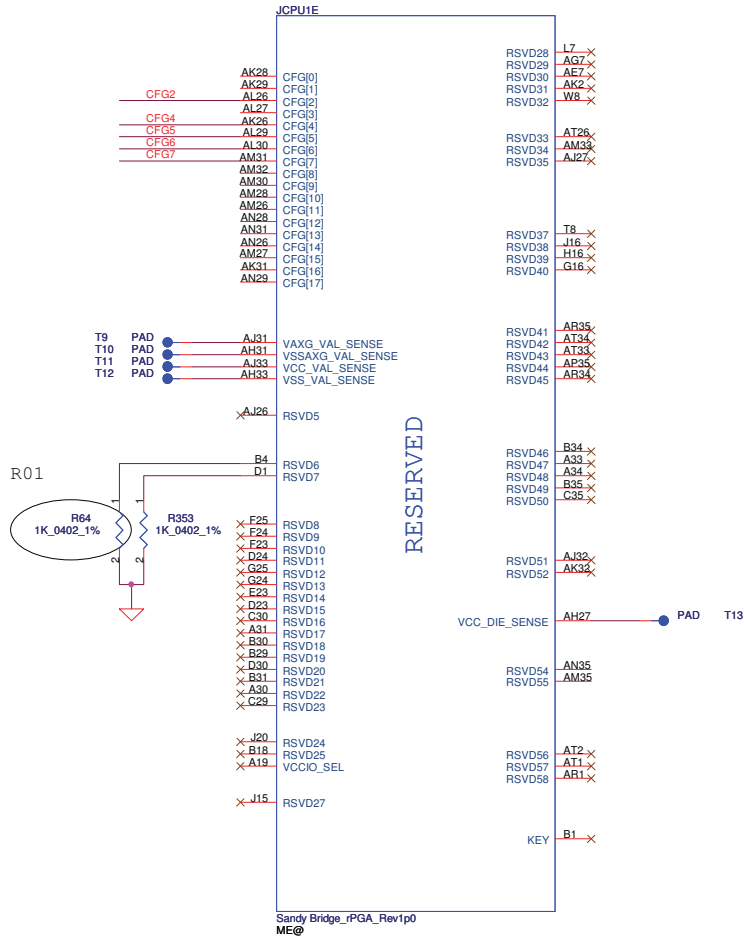 JCPU1E
AK28 CFG[0]
AK29 CFG[1]
CFG2 AL26 CFG[2]
AL27 CFG[3]
CFG4 AK26 CFG[4]
CFG5 AL29 CFG[5]
CFG6 AL30 CFG[6]
CFG7 AM31 CFG[7]
AM32 CFG[8]
AM30 CFG[9]
AM28 CFG[10]
AM26 CFG[11]
AN28 CFG[12]
AN31 CFG[13]
AN26 CFG[14]
AM27 CFG[15]
AK31 CFG[16]
AN29 CFG[17]
T9 PAD AJ31 VAXG_VAL_SENSE
T10 PAD AH31 VSSAXG_VAL_SENSE
T11 PAD AJ33 VCC_VAL_SENSE
T12 PAD AH33 VSS_VAL_SENSE
AJ26 RSVD5
B4 RSVD6
D1 RSVD7
R01
1 1
R64 R353
1K_0402_1% 1K_0402_1%
2 2
F25 RSVD8
F24 RSVD9
F23 RSVD10
D24 RSVD11
G25 RSVD12
G24 RSVD13
E23 RSVD14
D23 RSVD15
C30 RSVD16
A31 RSVD17
B30 RSVD18
B29 RSVD19
D30 RSVD20
B31 RSVD21
A30 RSVD22
C29 RSVD23
J20 RSVD24
B18 RSVD25
A19 VCCIO_SEL
J15 RSVD27
RESERVED
RSVD28 L7
RSVD29 AG7
RSVD30 AE7
RSVD31 AK2
RSVD32 W8
RSVD33 AT26
RSVD34 AM33
RSVD35 AJ27
RSVD37 T8
RSVD38 J16
RSVD39 H16
RSVD40 G16
RSVD41 AR35
RSVD42 AT34
RSVD43 AT33
RSVD44 AP35
RSVD45 AR34
RSVD46 B34
RSVD47 A33
RSVD48 A34
RSVD49 B35
RSVD50 C35
RSVD51 AJ32
RSVD52 AK32
VCC_DIE_SENSE AH27 PAD T13
RSVD54 AN35
RSVD55 AM35
RSVD56 AT2
RSVD57 AT1
RSVD58 AR1
KEY B1
Sandy Bridge_rPGA_Rev1p0
ME@